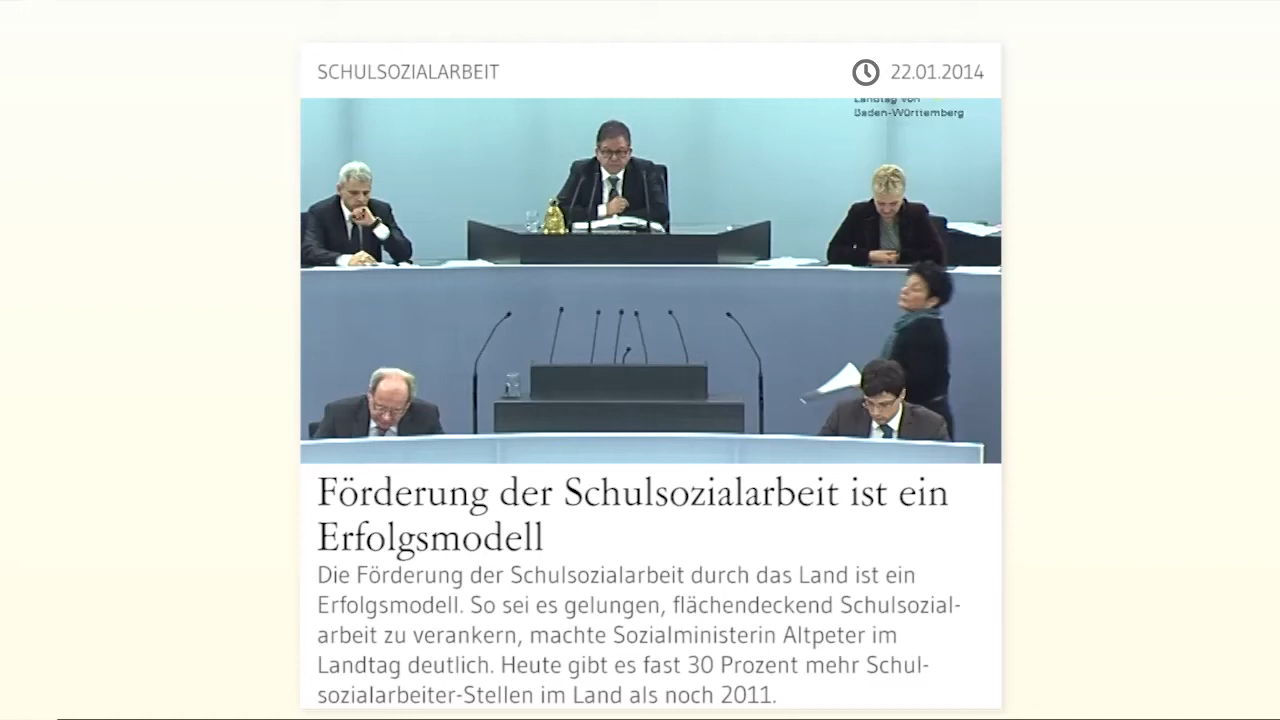 SCHULSOZIALARBEIT
22.01.2014
Landtag von
Baden-Württemberg
Förderung der Schulsozialarbeit ist ein
Erfolgsmodell
Die Förderung der Schulsozialarbeit durch das Land ist ein
Erfolgsmodell. So sei es gelungen, flächendeckend Schulsozial-
arbeit zu verankern, machte Sozialministerin Altpeter im
Landtag deutlich. Heute gibt es fast 30 Prozent mehr Schul-
sozialarbeiter-Stellen im Land als noch 2011.